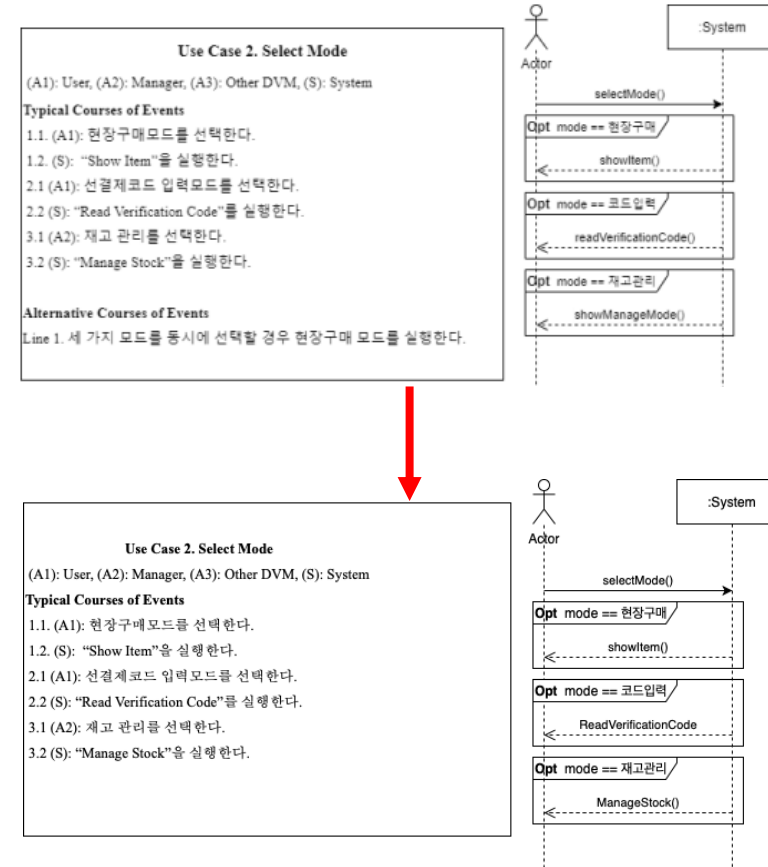 Use Case 2. Select Mode
(A1): User, (A2): Manager, (A3): Other DVM, (S): System
Typical Courses of Events
1.1. (A1): 현장구매모드를 선택한다.
1.2. (S): “Show Item”을 실행한다.
2.1 (A1): 선결제코드 입력모드를 선택한다.
2.2 (S): “Read Verification Code”를 실행한다.
3.1 (A2): 재고 관리를 선택한다.
3.2 (S): “Manage Stock”을 실행한다.
Alternative Courses of Events
Line 1. 세 가지 모드를 동시에 선택할 경우 현장구매 모드를 실행한다.
Actor
:System
selectMode()
Opt mode == 현장구매
showItem()
Opt mode == 코드입력
readVerificationCode()
Opt mode == 재고관리
showManageMode()
Use Case 2. Select Mode
(A1): User, (A2): Manager, (A3): Other DVM, (S): System
Typical Courses of Events
1.1. (A1): 현장구매모드를 선택한다.
1.2. (S): “Show Item”을 실행한다.
2.1 (A1): 선결제코드 입력모드를 선택한다.
2.2 (S): “Read Verification Code”를 실행한다.
3.1 (A2): 재고 관리를 선택한다.
3.2 (S): “Manage Stock”을 실행한다.
Actor
:System
selectMode()
Opt mode == 현장구매
showItem()
Opt mode == 코드입력
ReadVerificationCode
Opt mode == 재고관리
ManageStock()